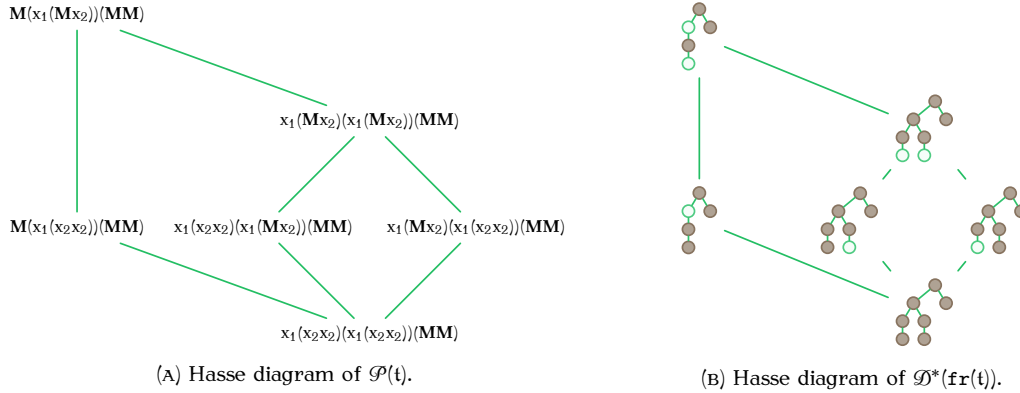 M(x₁(Mx₂))(MM)
x₁(Mx₂)(x₁(Mx₂))(MM)
M(x₁(x₂x₂))(MM) x₁(x₂x₂)(x₁(Mx₂))(MM) x₁(Mx₂)(x₁(x₂x₂))(MM)
x₁(x₂x₂)(x₁(x₂x₂))(MM)
(A) Hasse diagram of 𝒫(𝔱).
(B) Hasse diagram of 𝒟*(fr(𝔱)).